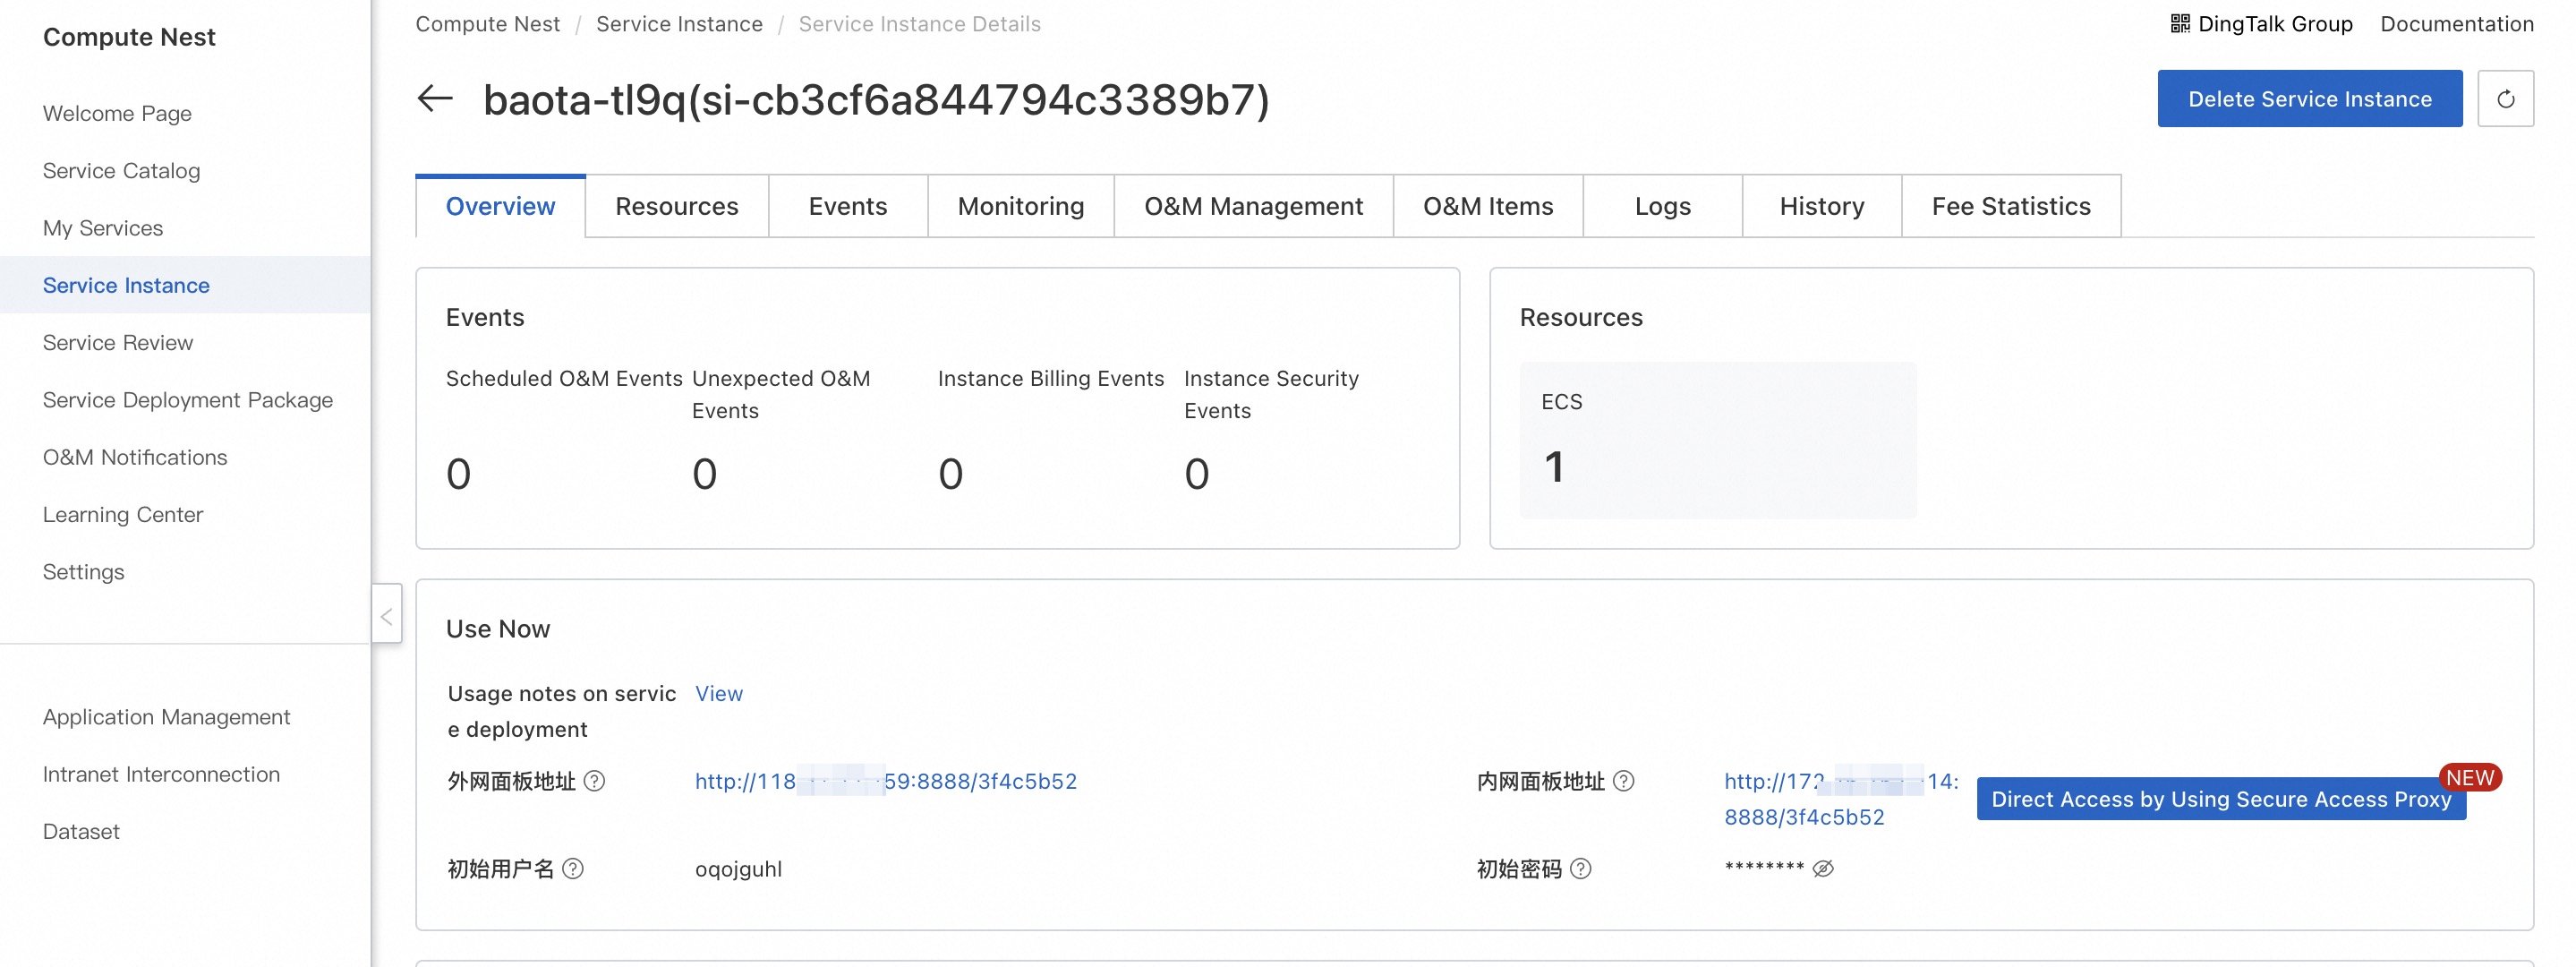 Compute Nest
Welcome Page
Service Catalog
My Services
Service Instance
Service Review
Service Deployment Package
O&M Notifications
Learning Center
Settings
Application Management
Intranet Interconnection
Dataset
Compute Nest / Service Instance / Service Instance Details
DingTalk Group Documentation
baota-tl9q(si-cb3cf6a844794c3389b7)
Delete Service Instance
Overview Resources Events Monitoring O&M Management O&M Items Logs History Fee Statistics
Events
Scheduled O&M Events
0
Unexpected O&M
Events
0
Instance Billing Events
0
Instance Security
Events
0
Resources
ECS
1
Use Now
Usage notes on servic
e deployment
View
外网面板地址 http://118 59:8888/3f4c5b52
内网面板地址 http://172 14:
8888/3f4c5b52
Direct Access by Using Secure Access Proxy
NEW
初始用户名 oqojguhl
初始密码 ********